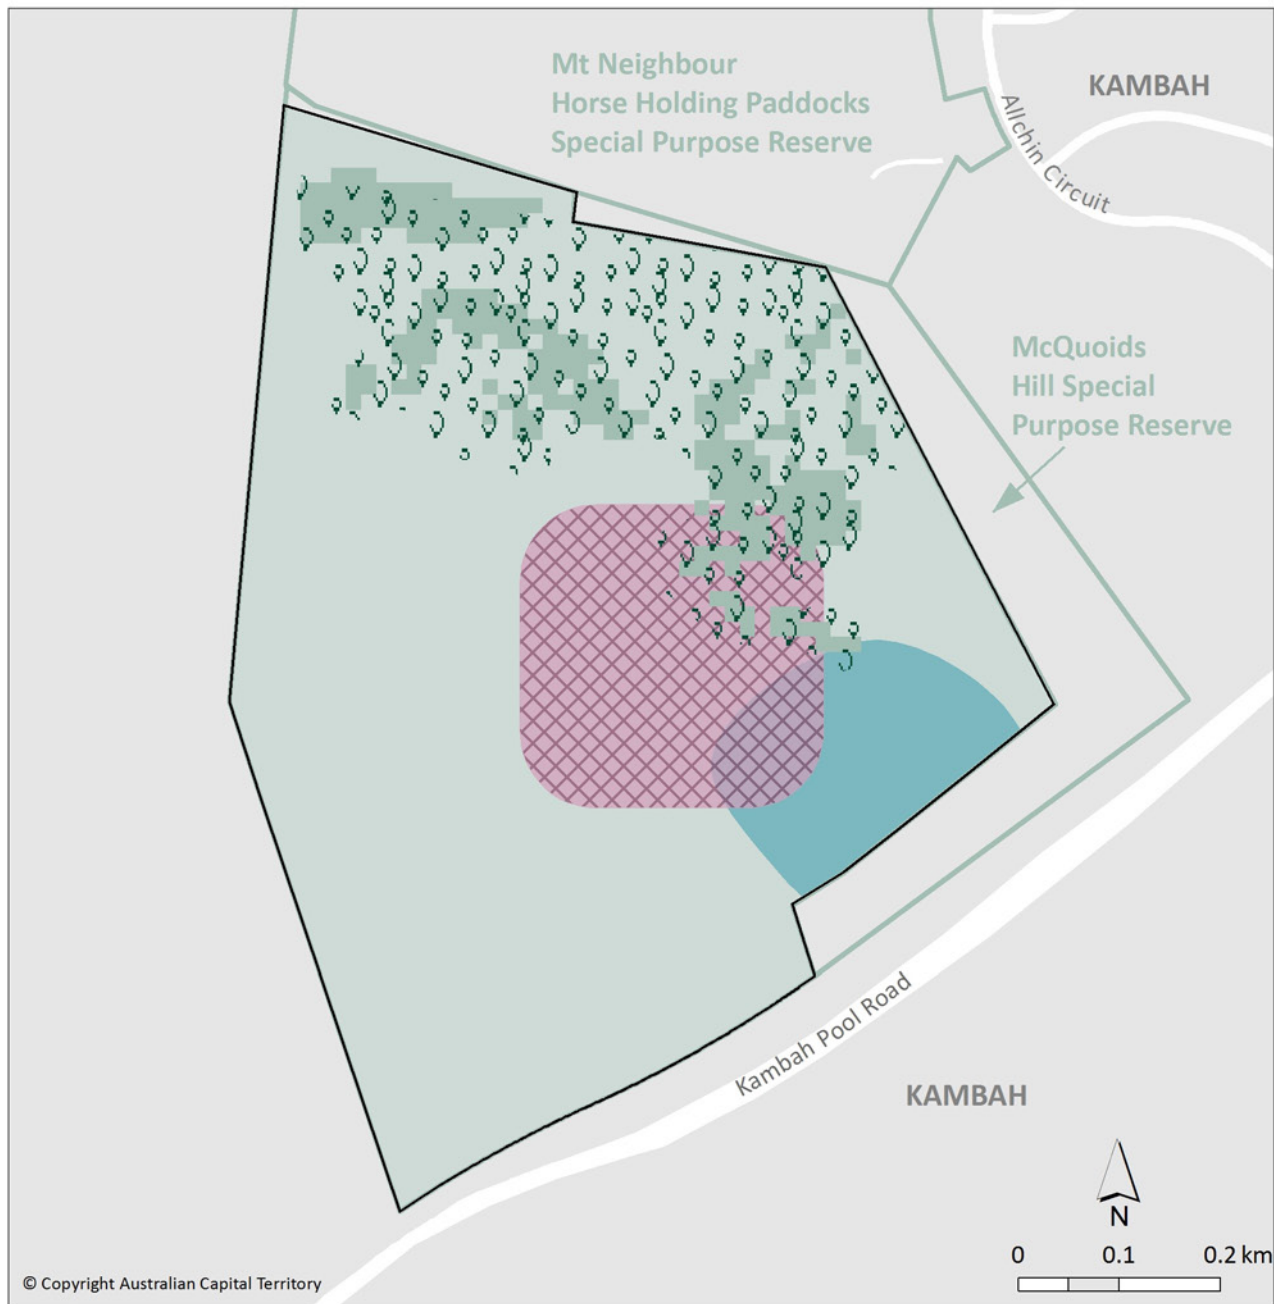 Mt Neighbour
Horse Holding Paddocks
Special Purpose Reserve
KAMBAH
Allchin Circuit
McQuoids
Hill Special
Purpose Reserve
Kambah Pool Road
KAMBAH
N
0 0.1 0.2 km
© Copyright Australian Capital Territory